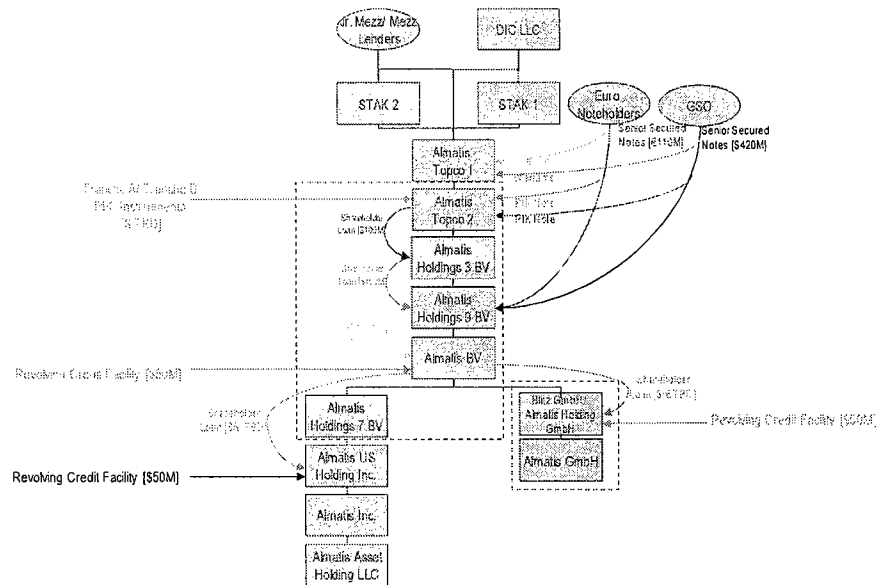 Jr. Mezz/ Mezz
Lenders
DIC LLC
STAK 2
STAK 1
Euro
Noteholders
GSO
Senior Secured
Notes [€110M]
Senior Secured
Notes [$420M]
Almatis
Topco 1
Almatis
Topco 2
PIK Note
PIK Note
Shareholder
Loan [$100M]
Almatis
Holdings 3 BV
Almatis
Holdings 9 BV
Almatis BV
Revolving Credit Facility [$50M]
Shareholder
Shareholder
Almatis
Holdings 7 BV
Almatis Holding
GmbH
Revolving Credit Facility [$50M]
Almatis GmbH
Almatis US
Holding Inc.
Revolving Credit Facility [$50M]
Almatis Inc.
Almatis Asset
Holding LLC